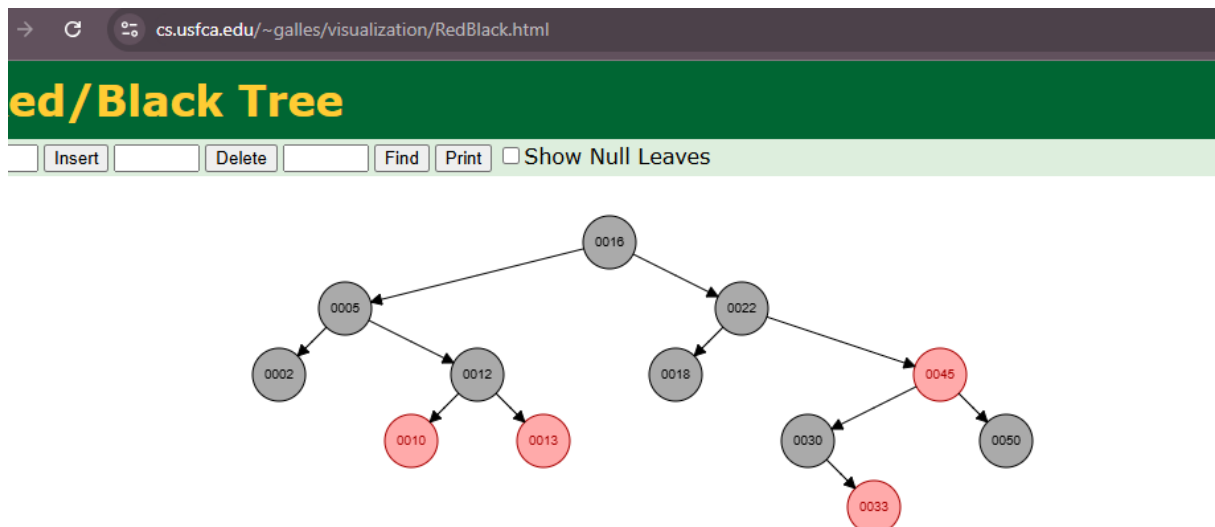 cs.usfca.edu/~galles/visualization/RedBlack.html
ed/Black Tree
Insert Delete Find Print Show Null Leaves
0016
0005 0022
0002 0012 0018 0045
0010 0013 0030 0050
0033